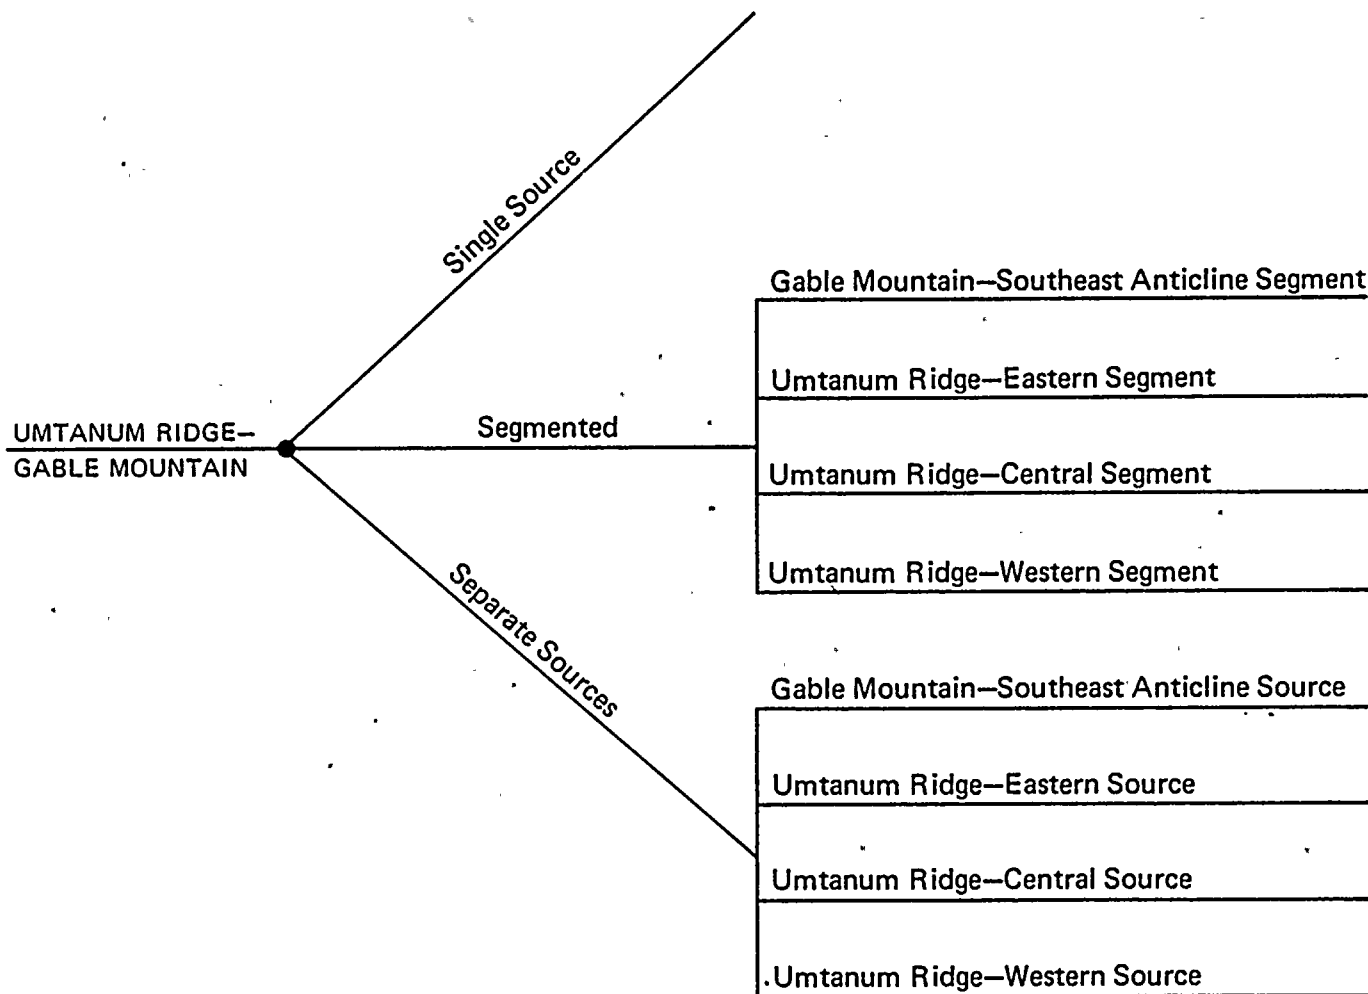 Single Source
Gable Mountain—Southeast Anticline Segment
Umtanum Ridge—Eastern Segment
UMTANUM RIDGE—
GABLE MOUNTAIN
Segmented
Umtanum Ridge—Central Segment
Umtanum Ridge—Western Segment
Separate Sources
Gable Mountain—Southeast Anticline Source
Umtanum Ridge—Eastern Source
Umtanum Ridge—Central Source
Umtanum Ridge—Western Source